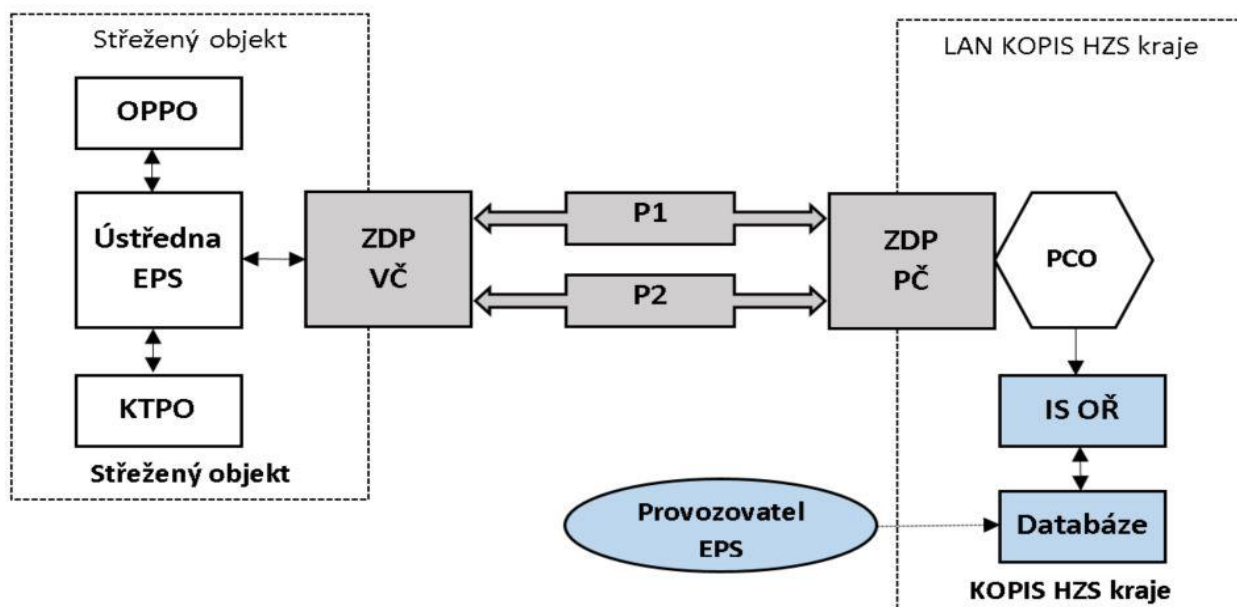 Střežený objekt
OPPO
Ústředna
EPS
KTPO
Střežený objekt
ZDP
VČ
P1
P2
LAN KOPIS HZS kraje
ZDP
PČ
PCO
IS OŘ
Databáze
Provozovatel
EPS
KOPIS HZS kraje